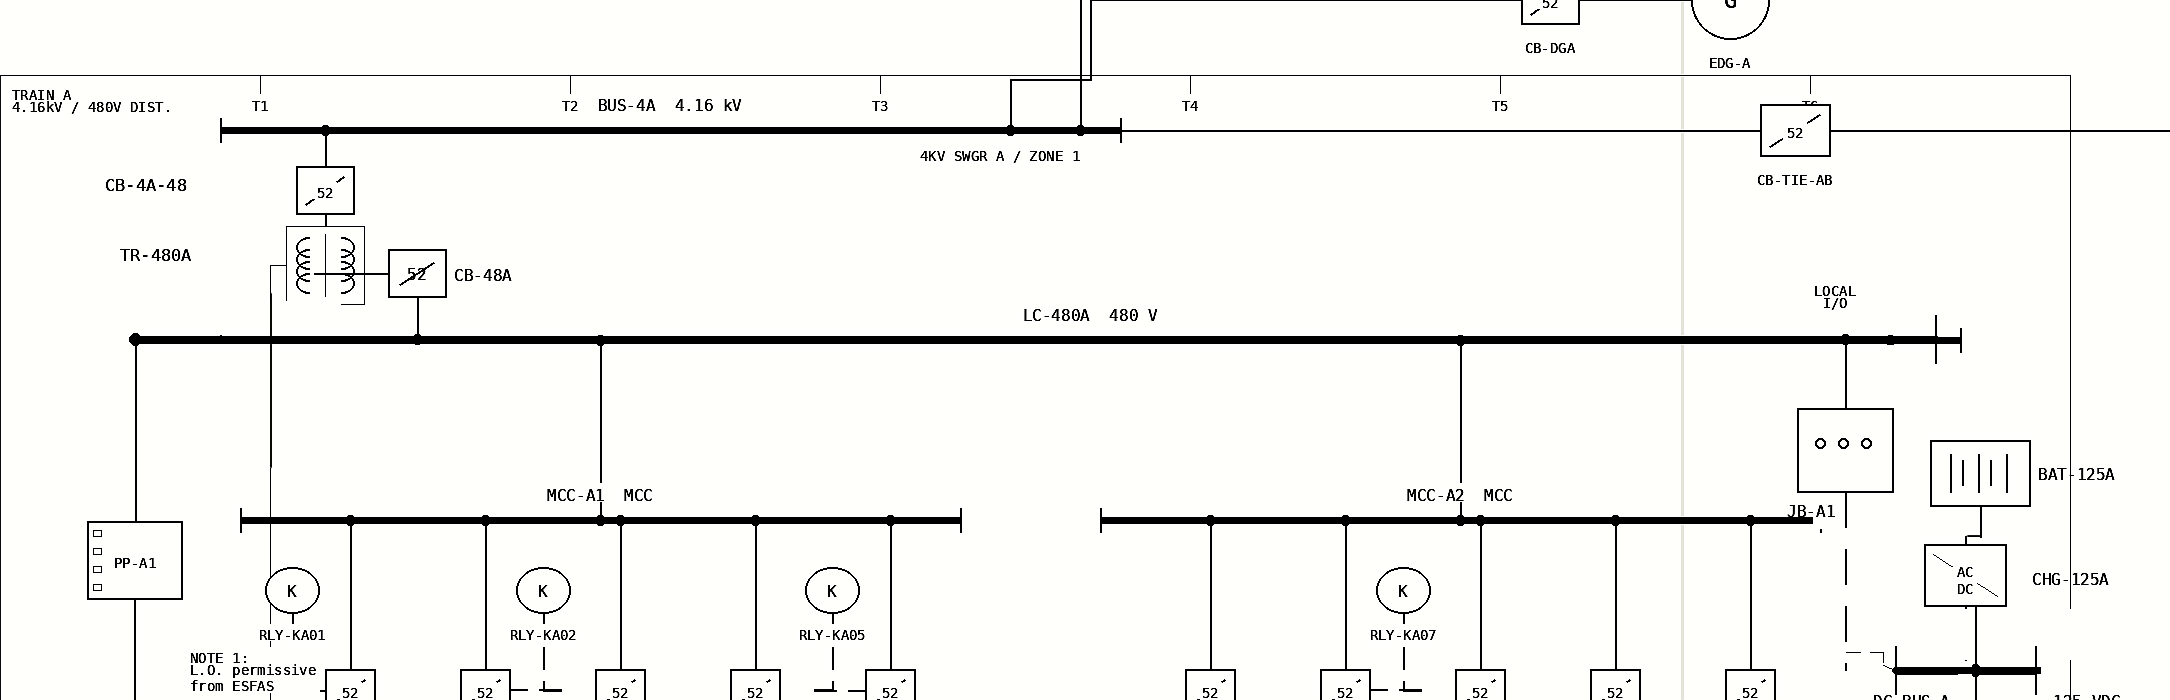 52
G
CB-DGA
EDG-A
TRAIN A
4.16kV / 480V DIST.
T1
T2
BUS-4A 4.16 kV
T3
T4
T5
52
4KV SWGR A / ZONE 1
CB-TIE-AB
CB-4A-48
52
TR-480A
52
CB-48A
LOCAL
I/O
LC-480A 480 V
BAT-125A
MCC-A1 MCC
MCC-A2 MCC
JB-A1
PP-A1
AC
DC
CHG-125A
K
K
K
K
RLY-KA01
RLY-KA02
RLY-KA05
RLY-KA07
NOTE 1:
L.O. permissive
from ESFAS
52
52
52
52
52
52
52
52
52
52
DC-BUS-A
125 VDC